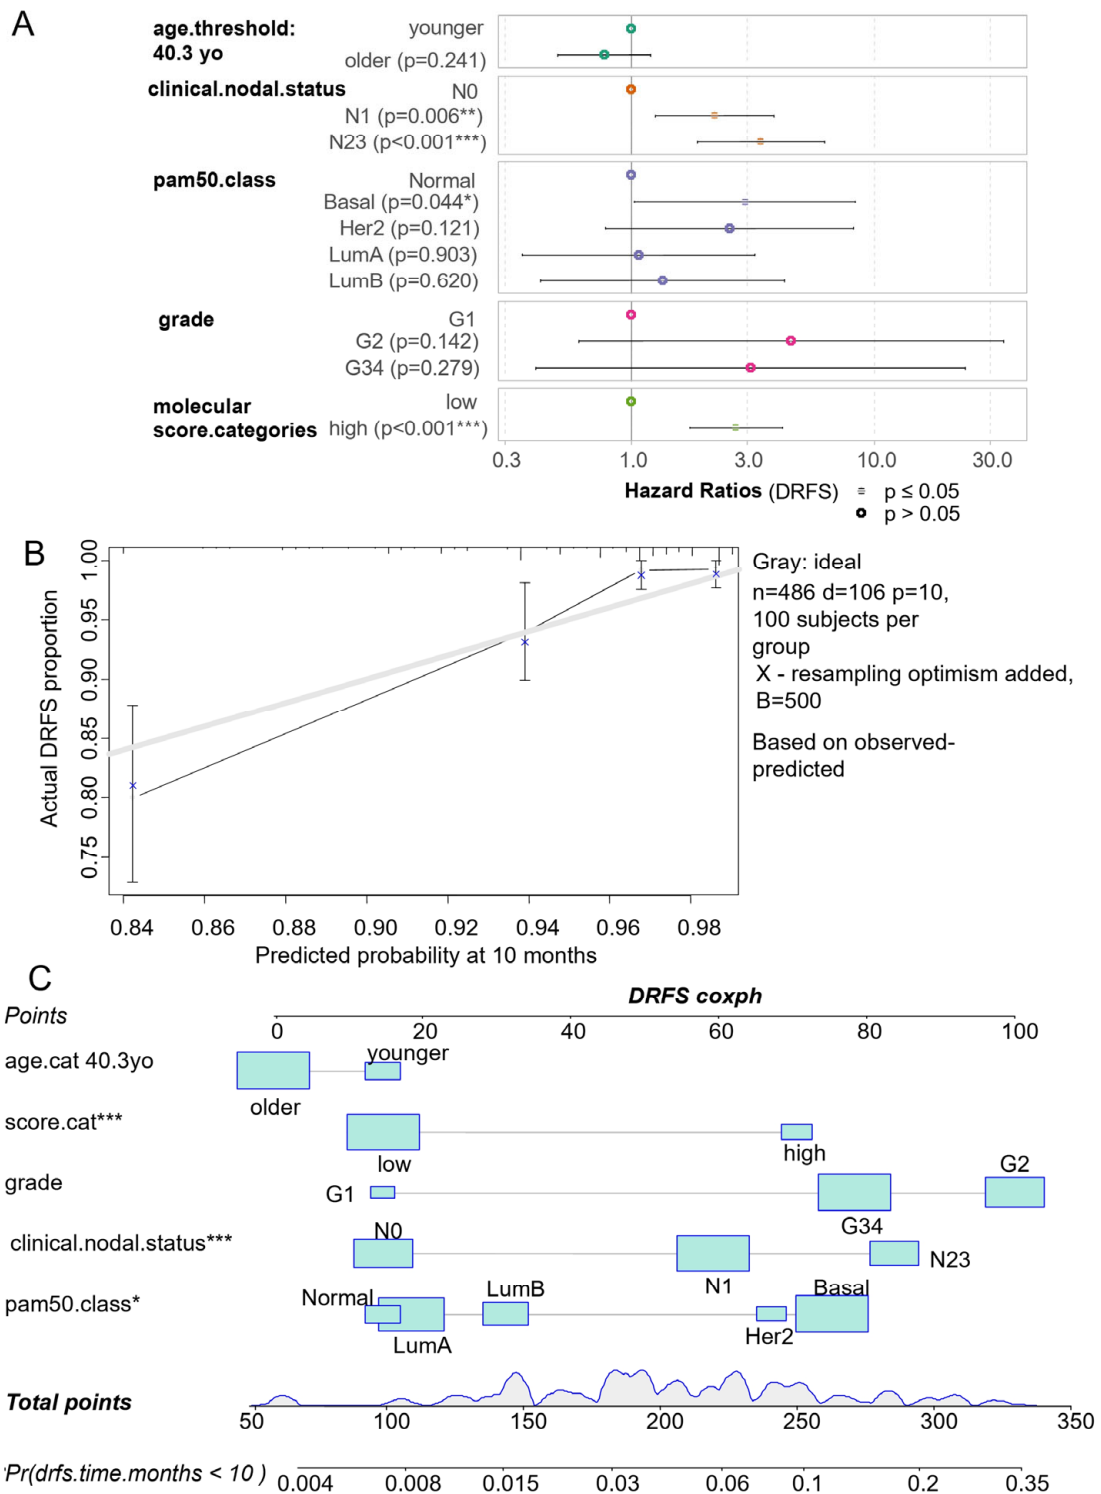 A
age.threshold:
40.3 yo
younger
older (p=0.241)
clinical.nodal.status
N0
N1 (p=0.006**)
N23 (p<0.001***)
pam50.class
Normal
Basal (p=0.044*)
Her2 (p=0.121)
LumA (p=0.903)
LumB (p=0.620)
grade
G1
G2 (p=0.142)
G34 (p=0.279)
molecular
score.categories
low
high (p<0.001***)
0.3 1.0 3.0 10.0 30.0
Hazard Ratios (DRFS)
p ≤ 0.05
p > 0.05
B
Actual DRFS proportion
1.00
0.95
0.90
0.85
0.80
0.75
0.84 0.86 0.88 0.90 0.92 0.94 0.96 0.98
Predicted probability at 10 months
Gray: ideal
n=486 d=106 p=10,
100 subjects per
group
X - resampling optimism added,
B=500
Based on observed-
predicted
C
DRFS coxph
Points
0 20 40 60 80 100
age.cat 40.3yo
younger
older
score.cat***
low
high
grade
G1
G34
G2
clinical.nodal.status***
N0
N1
N23
pam50.class*
Normal
LumA
LumB
Her2
Basal
Total points
50 100 150 200 250 300 350
Pr(drfs.time.months < 10 )
0.004 0.008 0.015 0.03 0.06 0.1 0.2 0.35